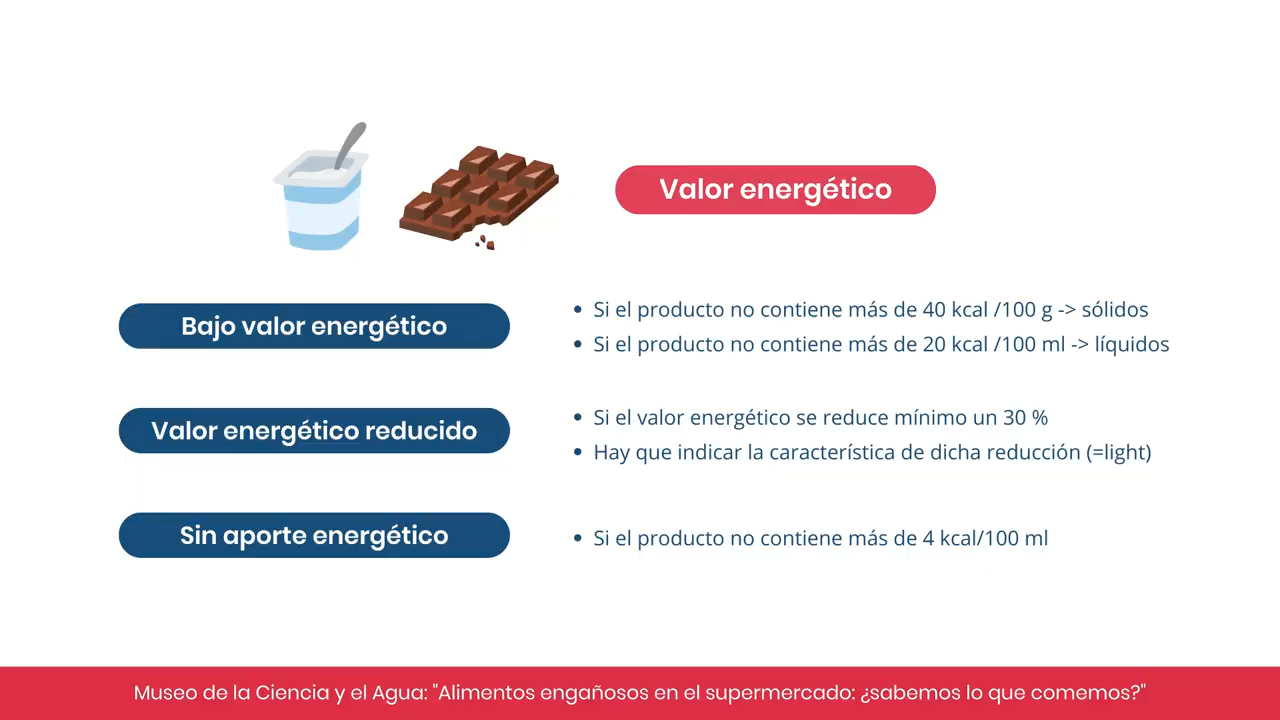 Valor energético
Bajo valor energético
Si el producto no contiene más de 40 kcal /100 g -> sólidos
Si el producto no contiene más de 20 kcal /100 ml -> líquidos
Valor energético reducido
Si el valor energético se reduce mínimo un 30 %
Hay que indicar la característica de dicha reducción (=light)
Sin aporte energético
Si el producto no contiene más de 4 kcal/100 ml
Museo de la Ciencia y el Agua: "Alimentos engañosos en el supermercado: ¿sabemos lo que comemos?"